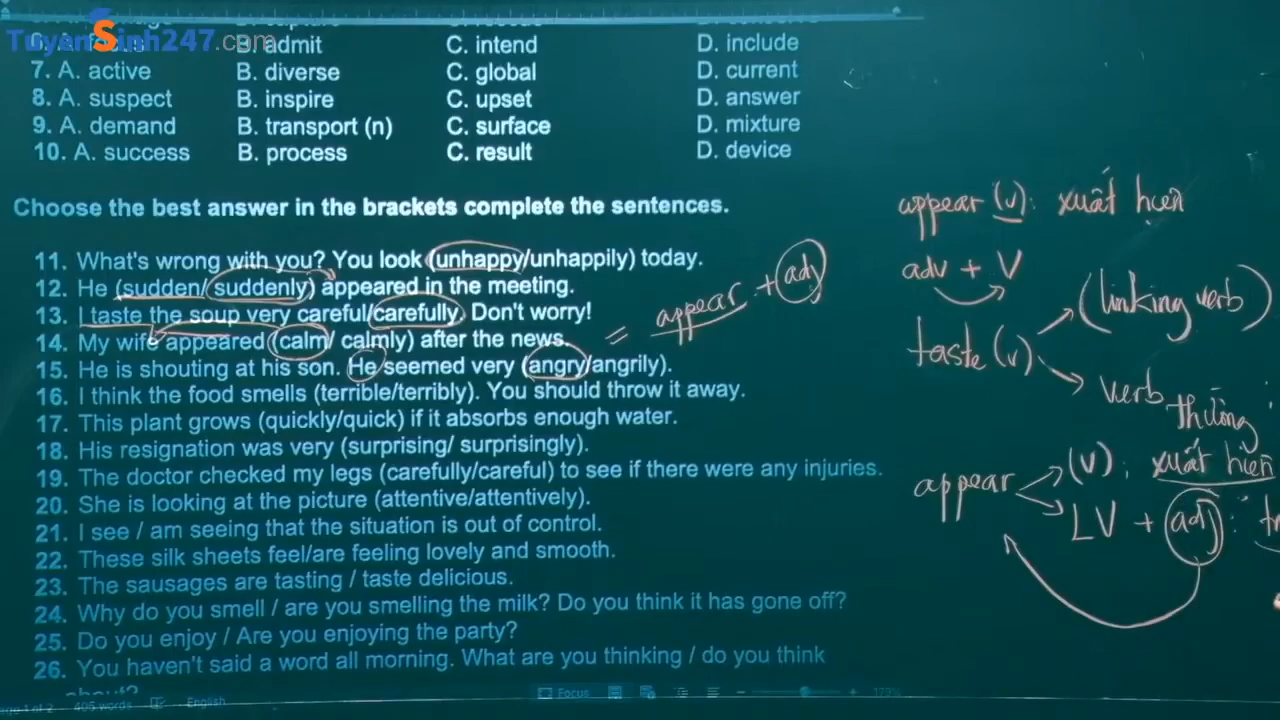 TuyenSinh247.com
B. admit C. intend D. include
7. A. active B. diverse C. global D. current
8. A. suspect B. inspire C. upset D. answer
9. A. demand B. transport (n) C. surface D. mixture
10. A. success B. process C. result D. device
Choose the best answer in the brackets complete the sentences.
11. What's wrong with you? You look (unhappy/unhappily) today.
12. He (sudden/ suddenly) appeared in the meeting.
13. I taste the soup very careful/carefully. Don't worry!
14. My wife appeared (calm/ calmly) after the news.
15. He is shouting at his son. He seemed very (angry/angrily).
16. I think the food smells (terrible/terribly). You should throw it away.
17. This plant grows (quickly/quick) if it absorbs enough water.
18. His resignation was very (surprising/ surprisingly).
19. The doctor checked my legs (carefully/careful) to see if there were any injuries.
20. She is looking at the picture (attentive/attentively).
21. I see / am seeing that the situation is out of control.
22. These silk sheets feel/are feeling lovely and smooth.
23. The sausages are tasting / taste delicious.
24. Why do you smell / are you smelling the milk? Do you think it has gone off?
25. Do you enjoy / Are you enjoying the party?
26. You haven't said a word all morning. What are you thinking / do you think
about?
= appear + adj
appear (v): xuất hiện
adv + V
taste (v) (linking verb)
verb thường
appear (v): xuất hiện
LV + adj:
405 words English Focus